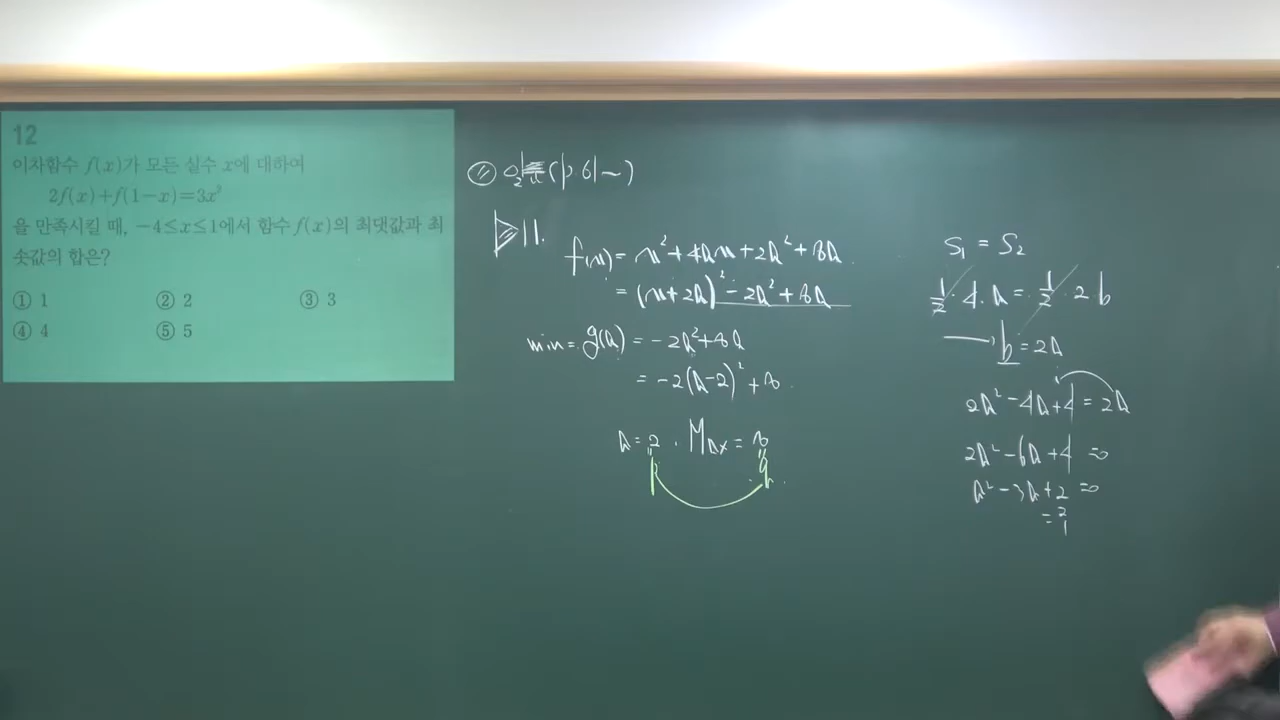 12
이차함수 f(x)가 모든 실수 x에 대하여
2f(x)+f(1-x)=3x²
을 만족시킬 때, -4≤x≤1에서 함수 f(x)의 최댓값과 최
솟값의 합은?
① 1 ② 2 ③ 3
④ 4 ⑤ 5
(p.61~)
11.
f(x) = x² + 4ax + 2a² + 8a
= (x+2a)² - 2a² + 8a
min = g(a) = -2a² + 8a
= -2(a-2)² + 8
a = 2 . Max = 8
S₁ = S₂
1/2 · 4 · a = 1/2 · 2 b
b = 2a
2a² - 4a + 4 = 2a
2a² - 6a + 4 = 0
a² - 3a + 2 = 0
= 2
1